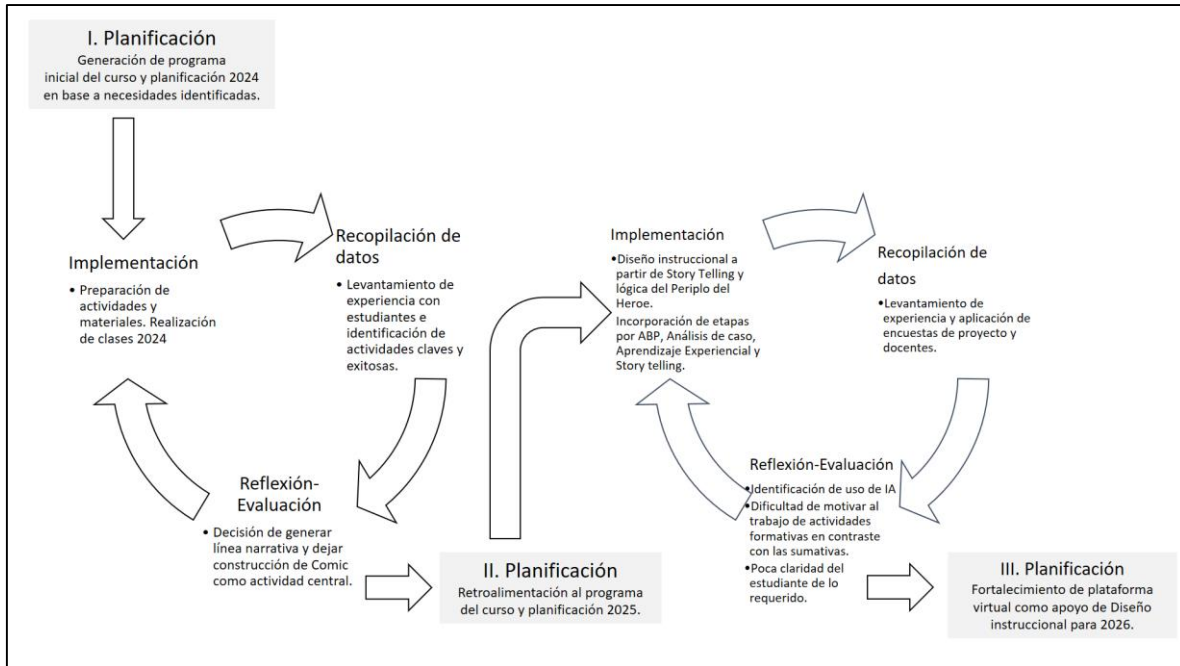 I. Planificación
Generación de programa
inicial del curso y planificación 2024
en base a necesidades identificadas.
Implementación
• Preparación de
actividades y
materiales. Realización
de clases 2024
Recopilación de
datos
• Levantamiento de
experiencia con
estudiantes e
identificación de
actividades claves y
exitosas.
Reflexión-
Evaluación
• Decisión de generar
línea narrativa y dejar
construcción de Comic
como actividad central.
II. Planificación
Retroalimentación al programa
del curso y planificación 2025.
Implementación
•Diseño instruccional a
partir de Story Telling y
lógica del Periplo del
Heroe.
Incorporación de etapas
por ABP, Análisis de caso,
Aprendizaje Experiencial y
Story telling.
Recopilación de
datos
•Levantamiento de
experiencia y aplicación de
encuestas de proyecto y
docentes.
Reflexión-Evaluación
•Identificación de uso de IA
•Dificultad de motivar al
trabajo de actividades
formativas en contraste
con las sumativas.
•Poca claridad del
estudiante de lo
requerido.
III. Planificación
Fortalecimiento de plataforma
virtual como apoyo de Diseño
instruccional para 2026.